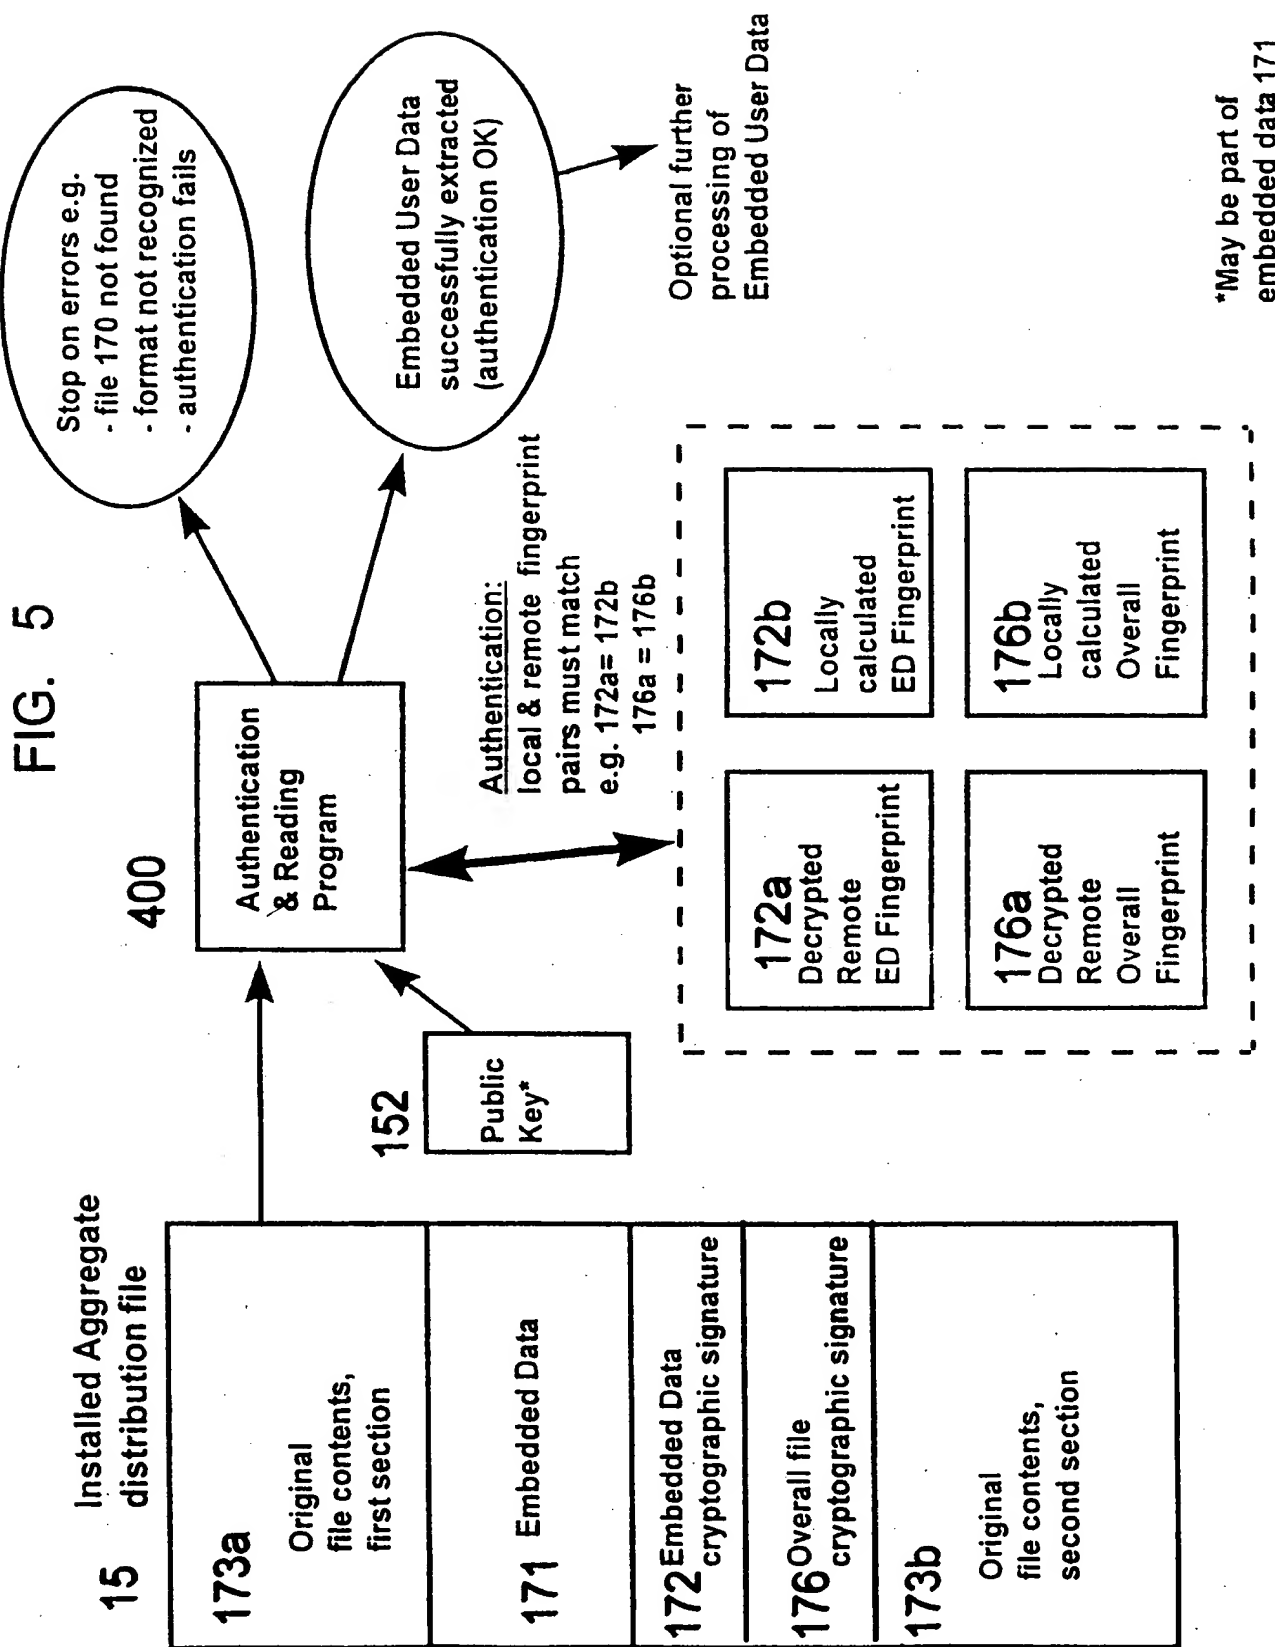 FIG. 5
15
Installed Aggregate
distribution file
173a
Original
file contents,
first section
171 Embedded Data
172 Embedded Data
cryptographic signature
176 Overall file
cryptographic signature
173b
Original
file contents,
second section
152
Public
Key*
400
Authentication
& Reading
Program
Stop on errors e.g.
- file 170 not found
- format not recognized
- authentication fails
Embedded User Data
successfully extracted
(authentication OK)
Optional further
processing of
Embedded User Data
Authentication:
local & remote fingerprint
pairs must match
e.g. 172a= 172b
176a = 176b
172a
Decrypted
Remote
ED Fingerprint
172b
Locally
calculated
ED Fingerprint
176a
Decrypted
Remote
Overall
Fingerprint
176b
Locally
calculated
Overall
Fingerprint
*May be part of
embedded data 171